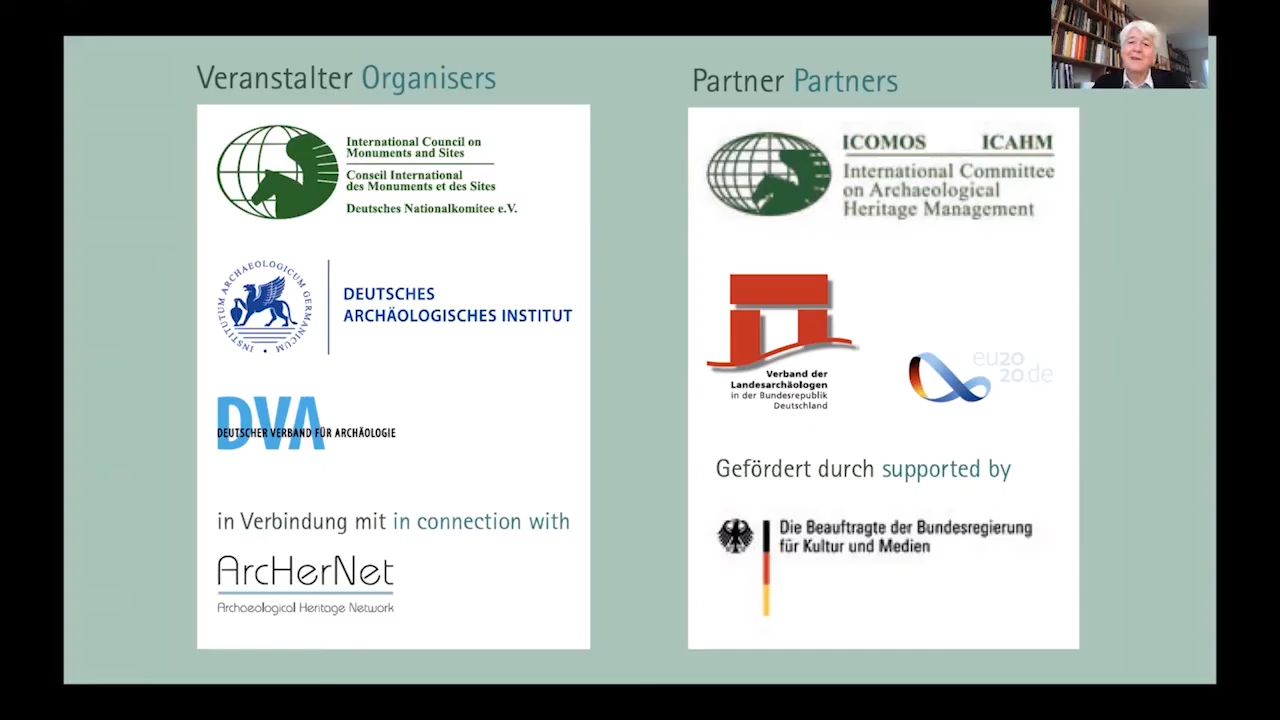 Veranstalter Organisers
International Council on
Monuments and Sites
Conseil International
des Monuments et des Sites
Deutsches Nationalkomitee e.V.
INSTITUTUM ARCHAEOLOGICUM GERMANICUM
DEUTSCHES
ARCHÄOLOGISCHES INSTITUT
DVA
DEUTSCHER VERBAND FÜR ARCHÄOLOGIE
in Verbindung mit in connection with
ArcHerNet
Archaeological Heritage Network
Partner Partners
ICOMOS ICAHM
International Committee
on Archaeological
Heritage Management
Verband der
Landesarchäologen
in der Bundesrepublik
Deutschland
eu20
20.de
Gefördert durch supported by
Die Beauftragte der Bundesregierung
für Kultur und Medien